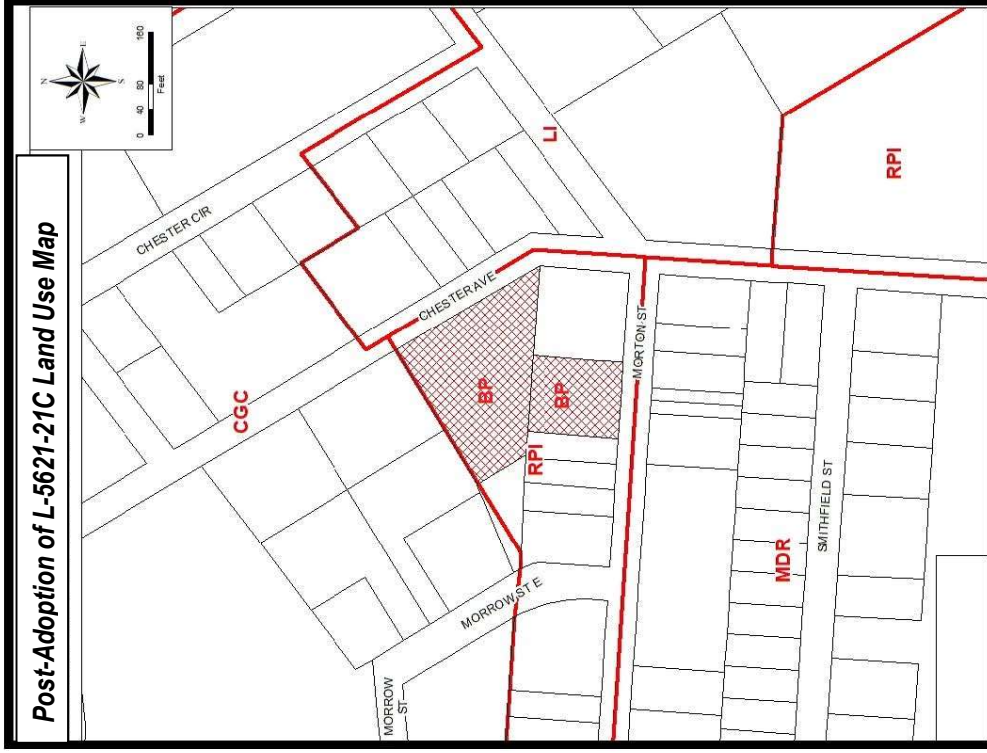 Post-Adoption of L-5621-21C Land Use Map
N
W
E
S
0 40 80 160
Feet
CHESTER CIR
LI
RPI
CHESTER AVE
CGC
BP
BP
MORTON ST
RPI
MORROW ST E
SMITHFIELD ST
MDR
MORROW
ST